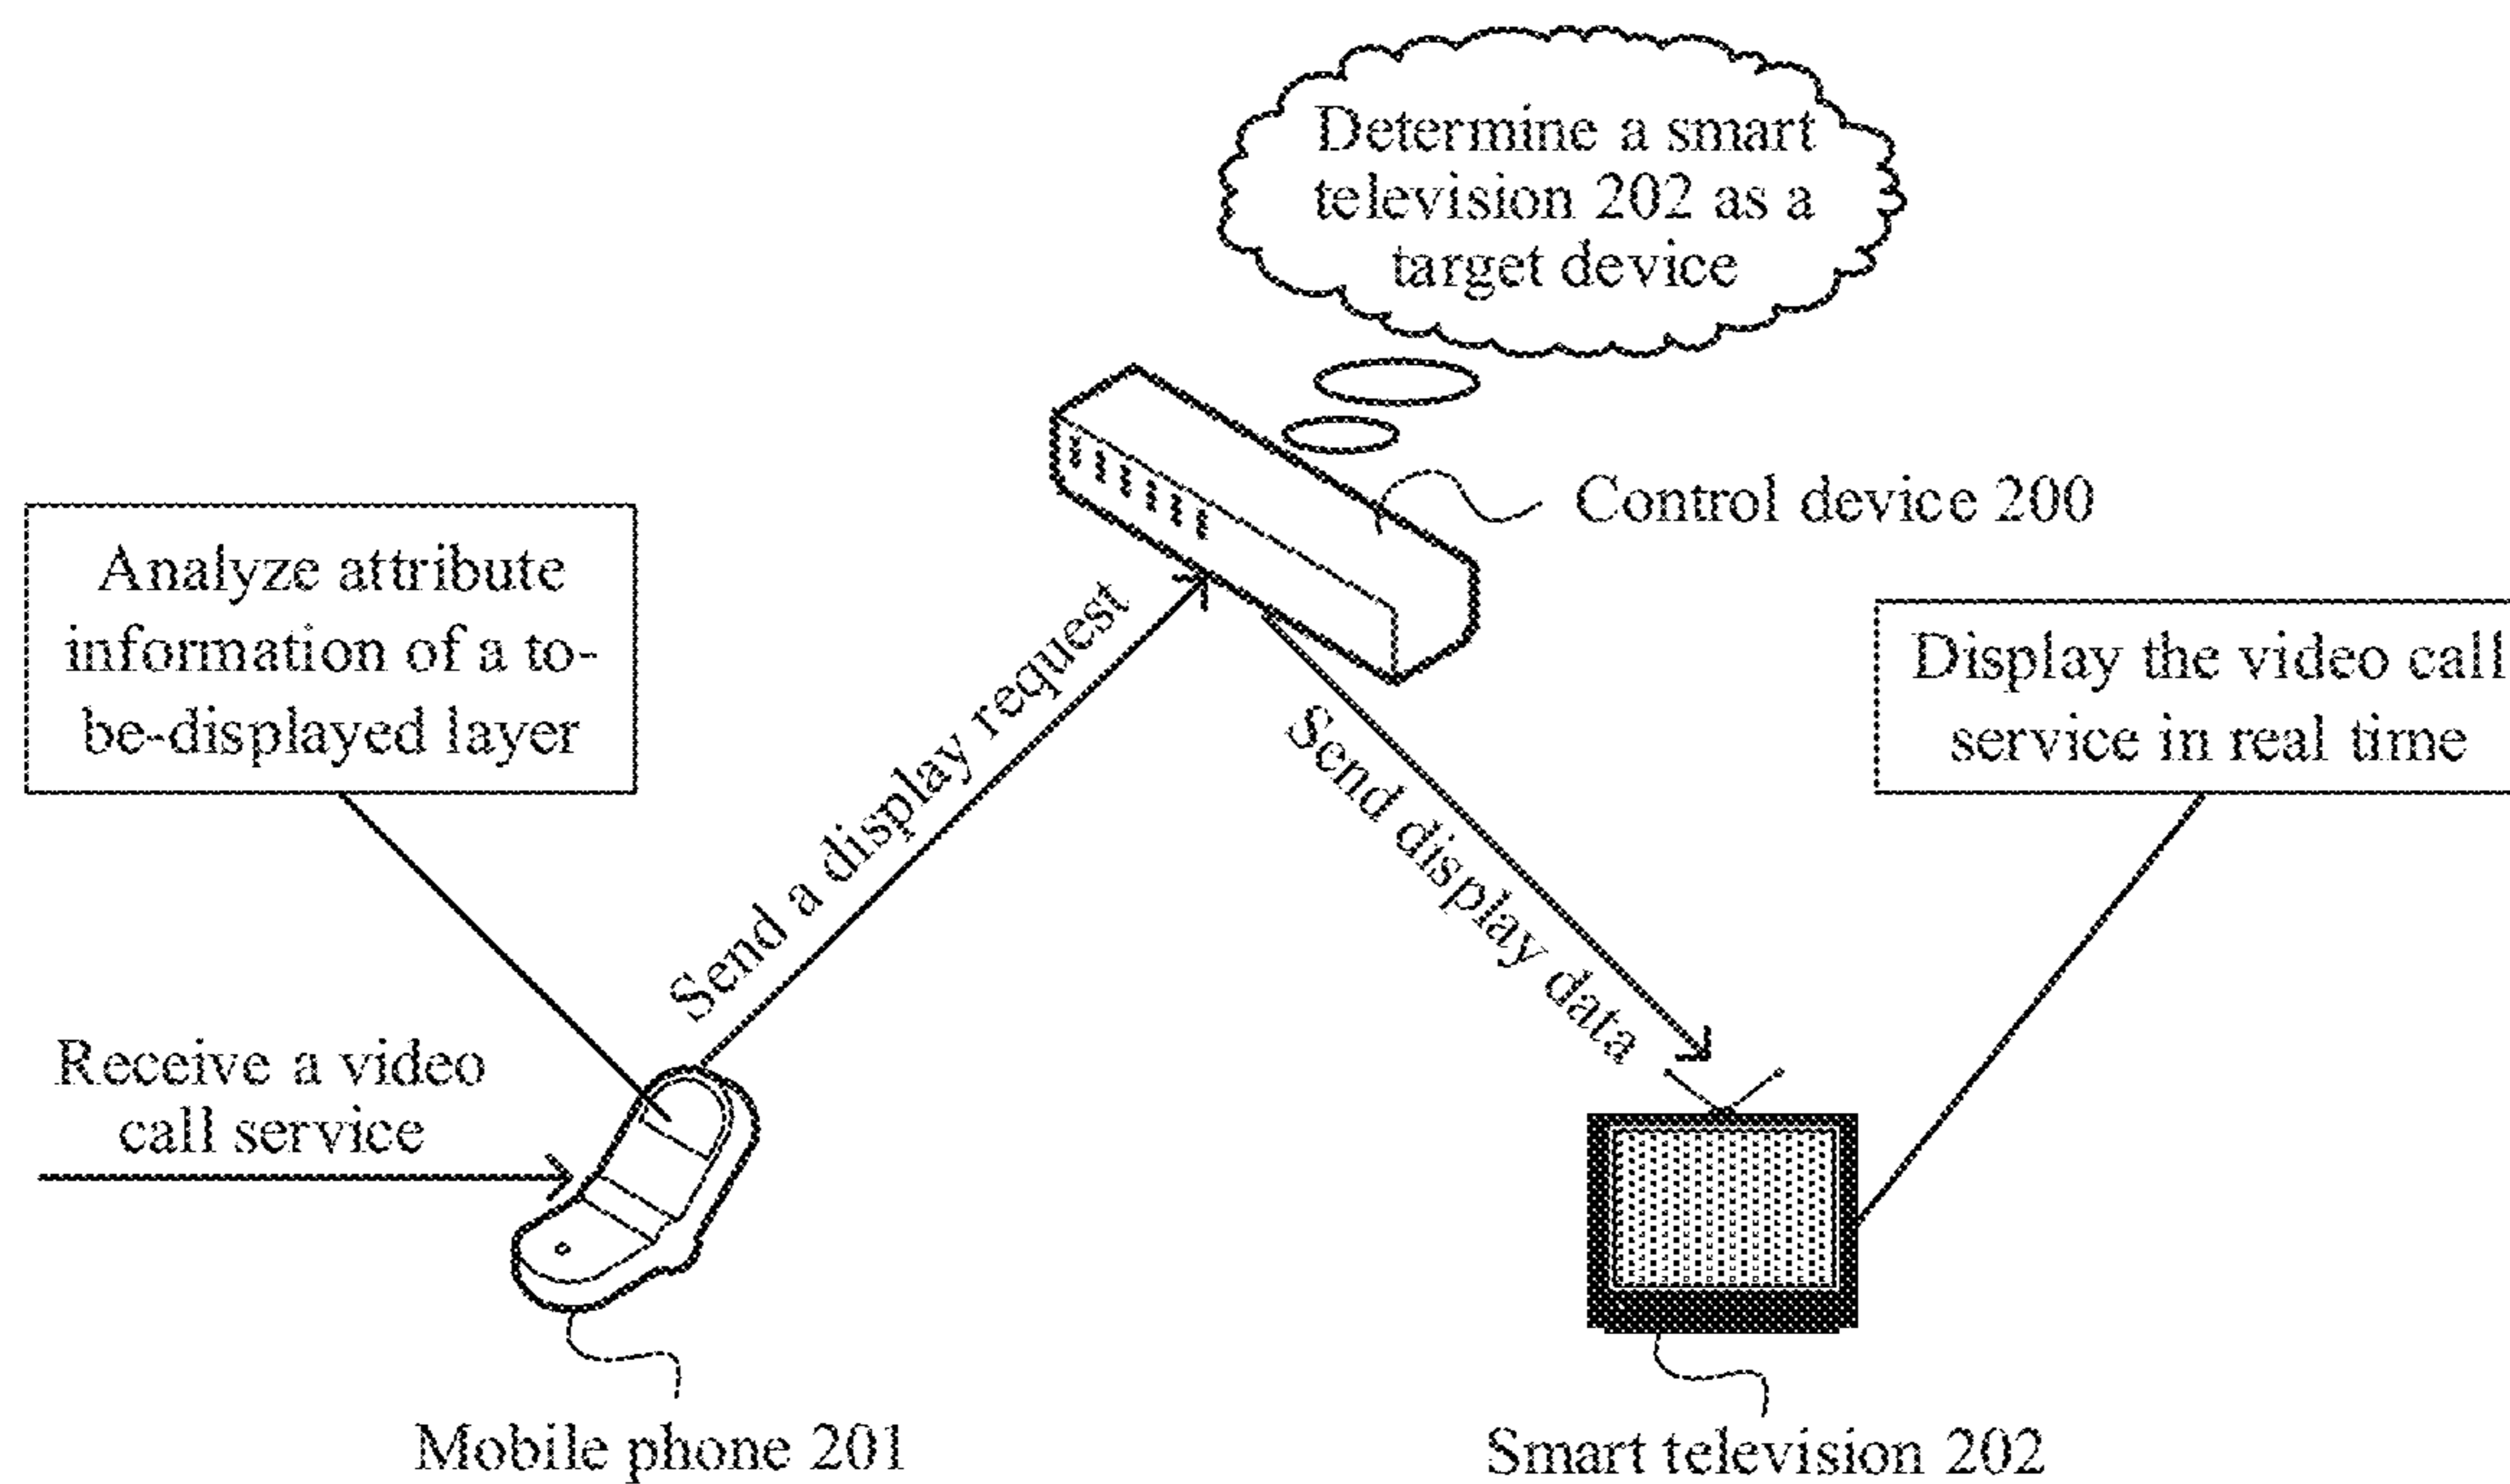 Determine a smart
television 202 as a
target device
Control device 200
Analyze attribute
information of a to-
be-displayed layer
Display the video call
service in real time
Send a display request
Send display data
Receive a video
call service
Mobile phone 201
Smart television 202